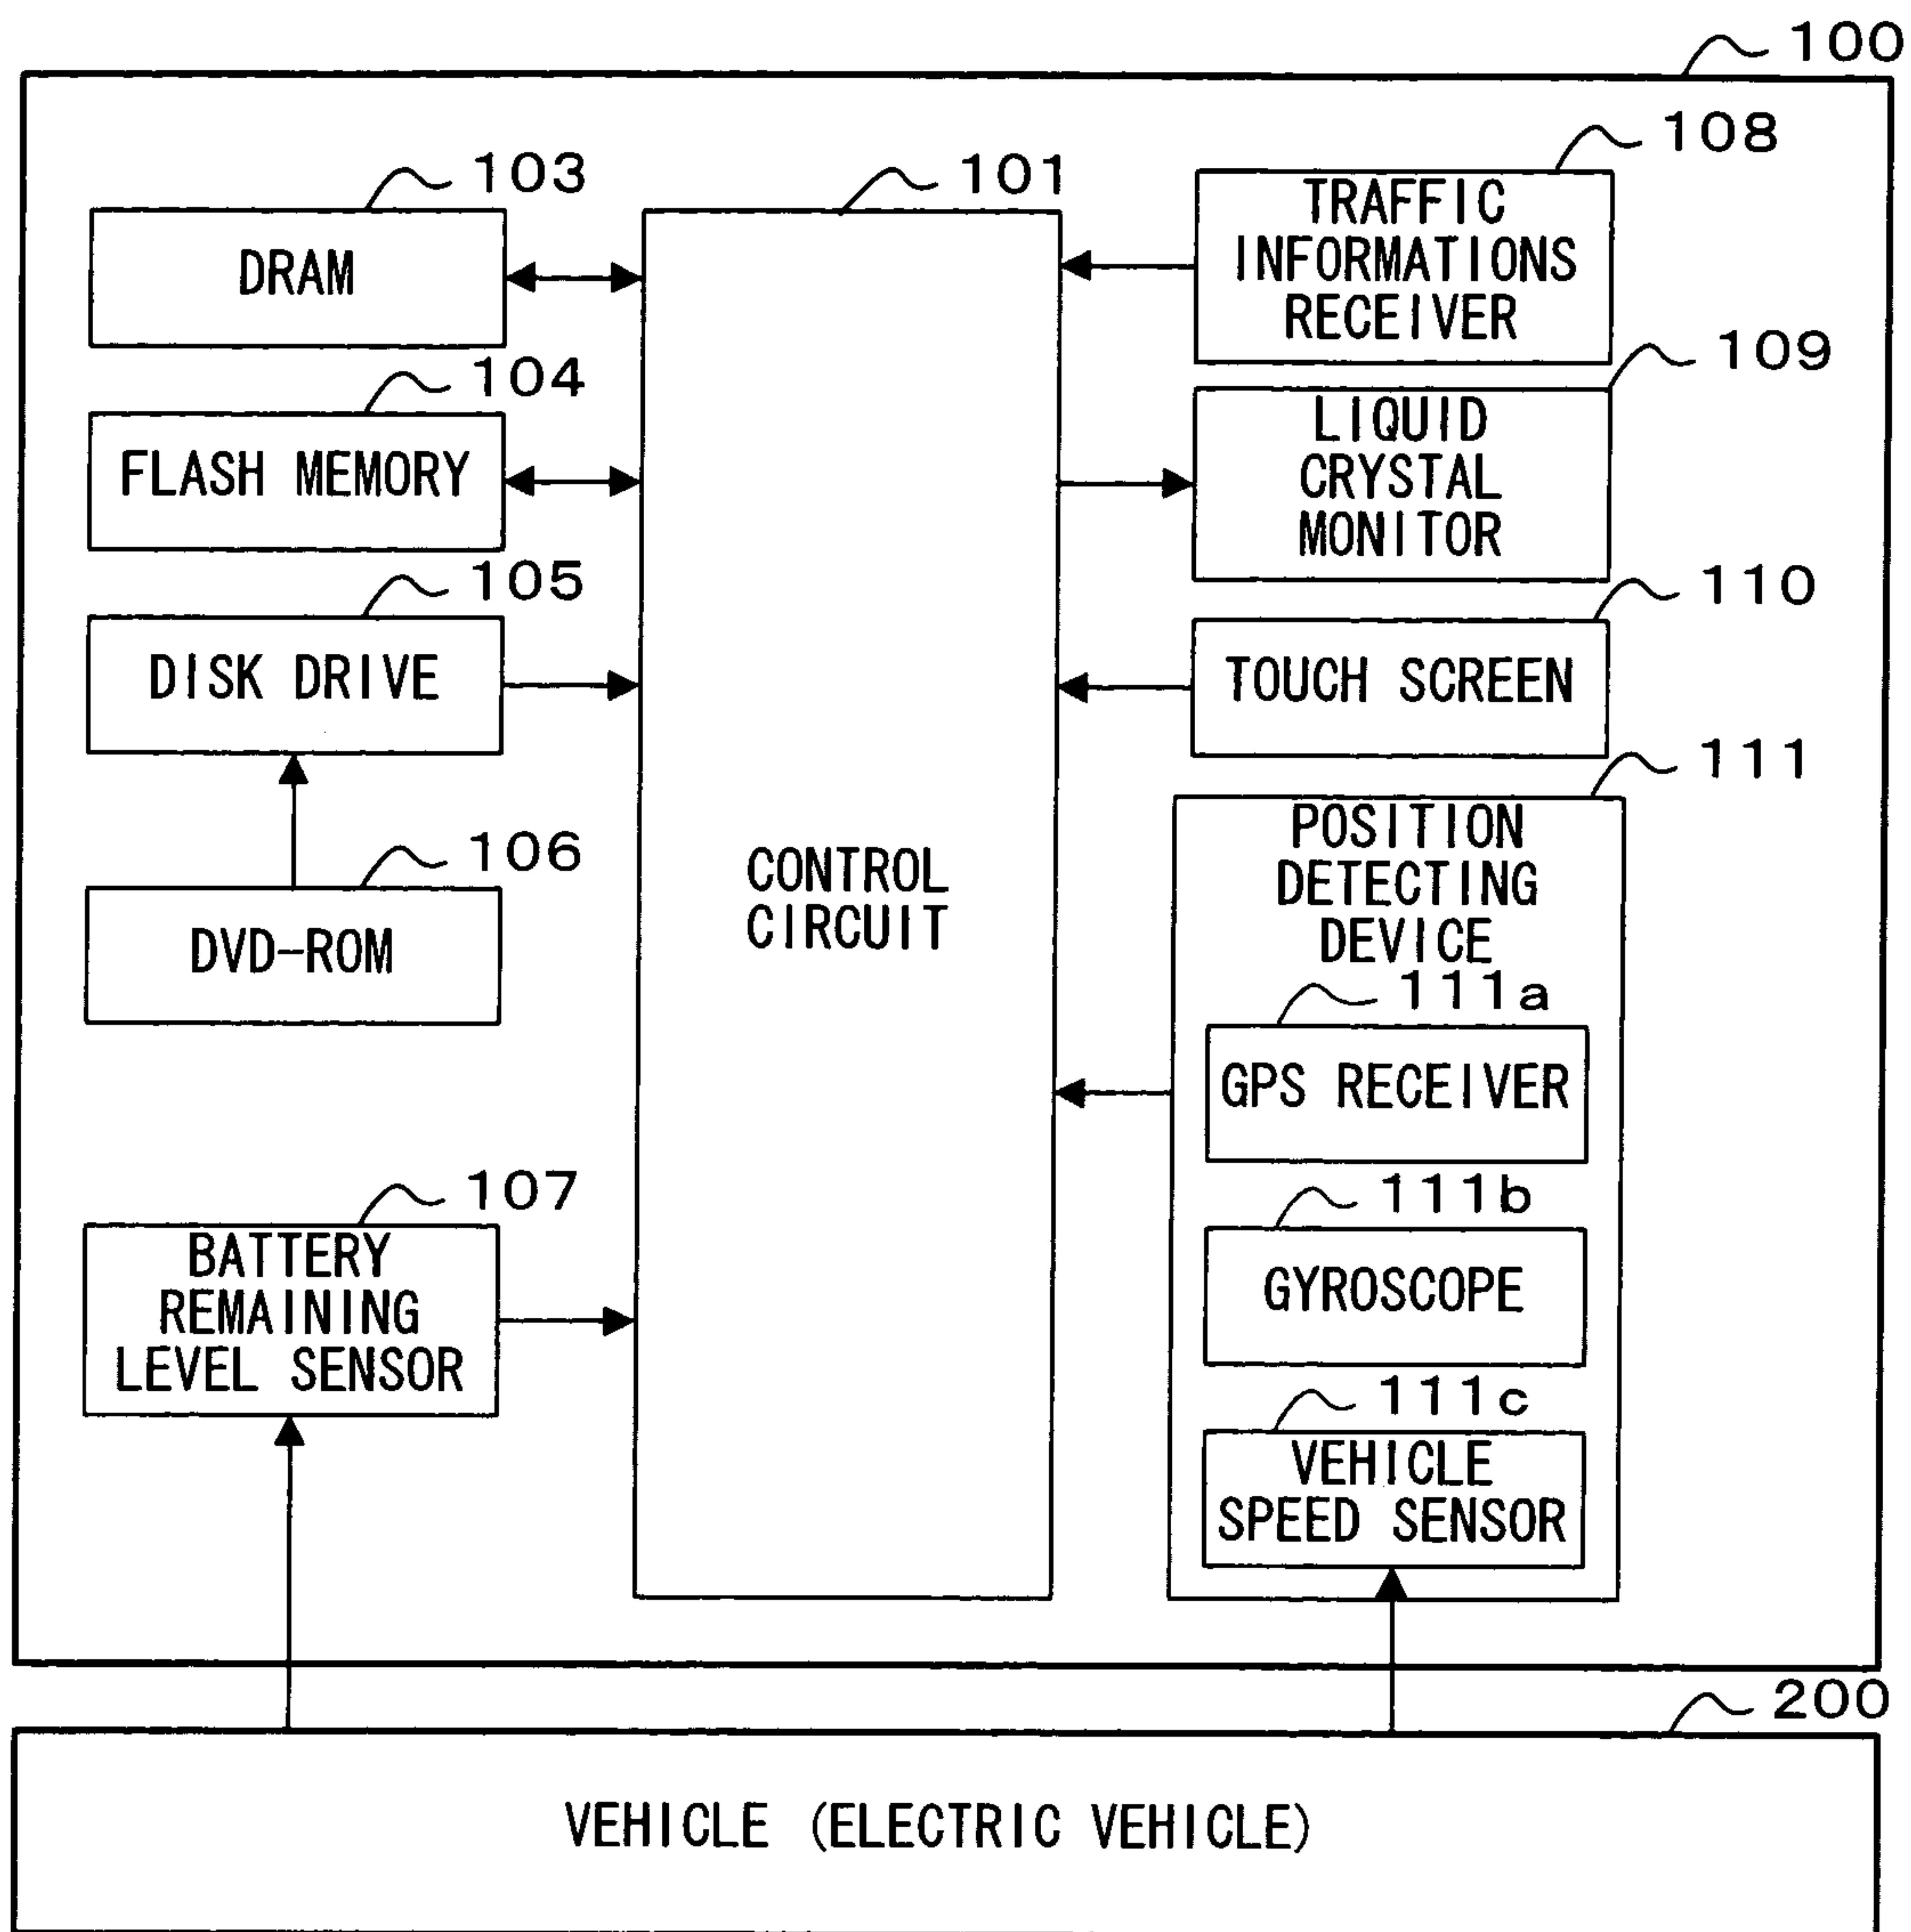 100
103
DRAM
104
FLASH MEMORY
105
DISK DRIVE
106
DVD-ROM
107
BATTERY
REMAINING
LEVEL SENSOR
101
CONTROL
CIRCUIT
108
TRAFFIC
INFORMATIONS
RECEIVER
109
LIQUID
CRYSTAL
MONITOR
110
TOUCH SCREEN
111
POSITION
DETECTING
DEVICE
111a
GPS RECEIVER
111b
GYROSCOPE
111c
VEHICLE
SPEED SENSOR
200
VEHICLE (ELECTRIC VEHICLE)